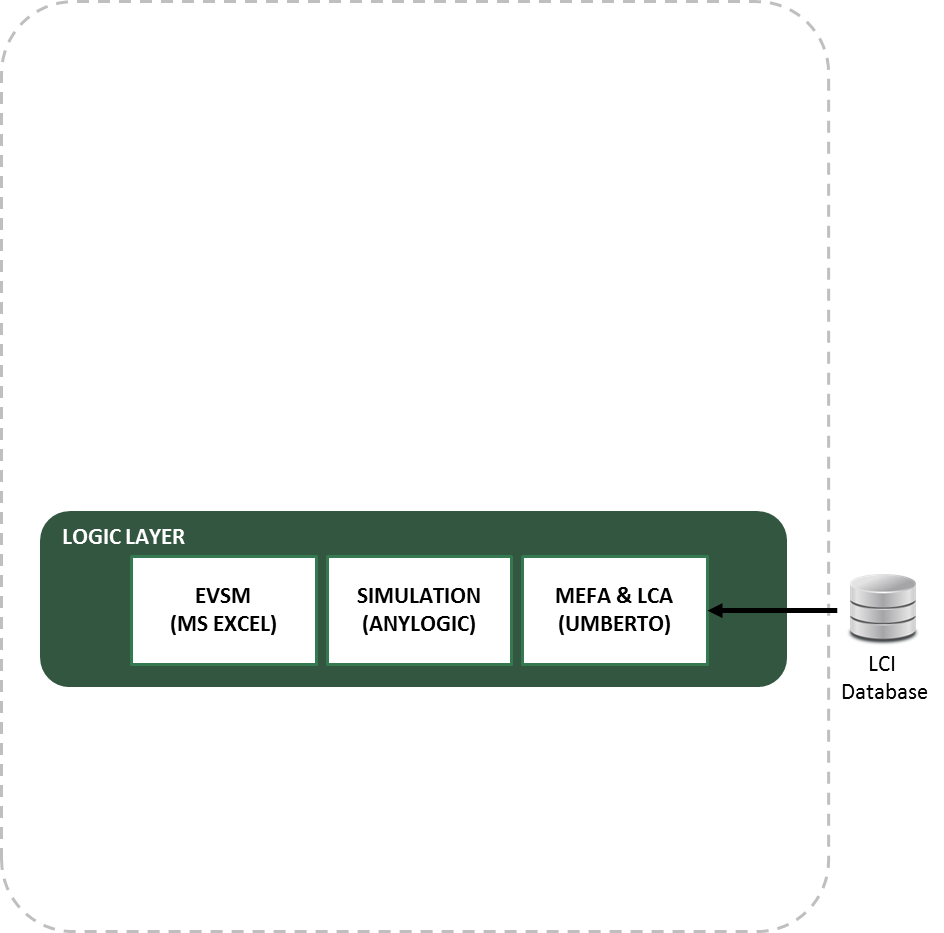 LOGIC LAYER
EVSM
(MS EXCEL)
SIMULATION
(ANYLOGIC)
MEFA & LCA
(UMBERTO)
LCI
Database